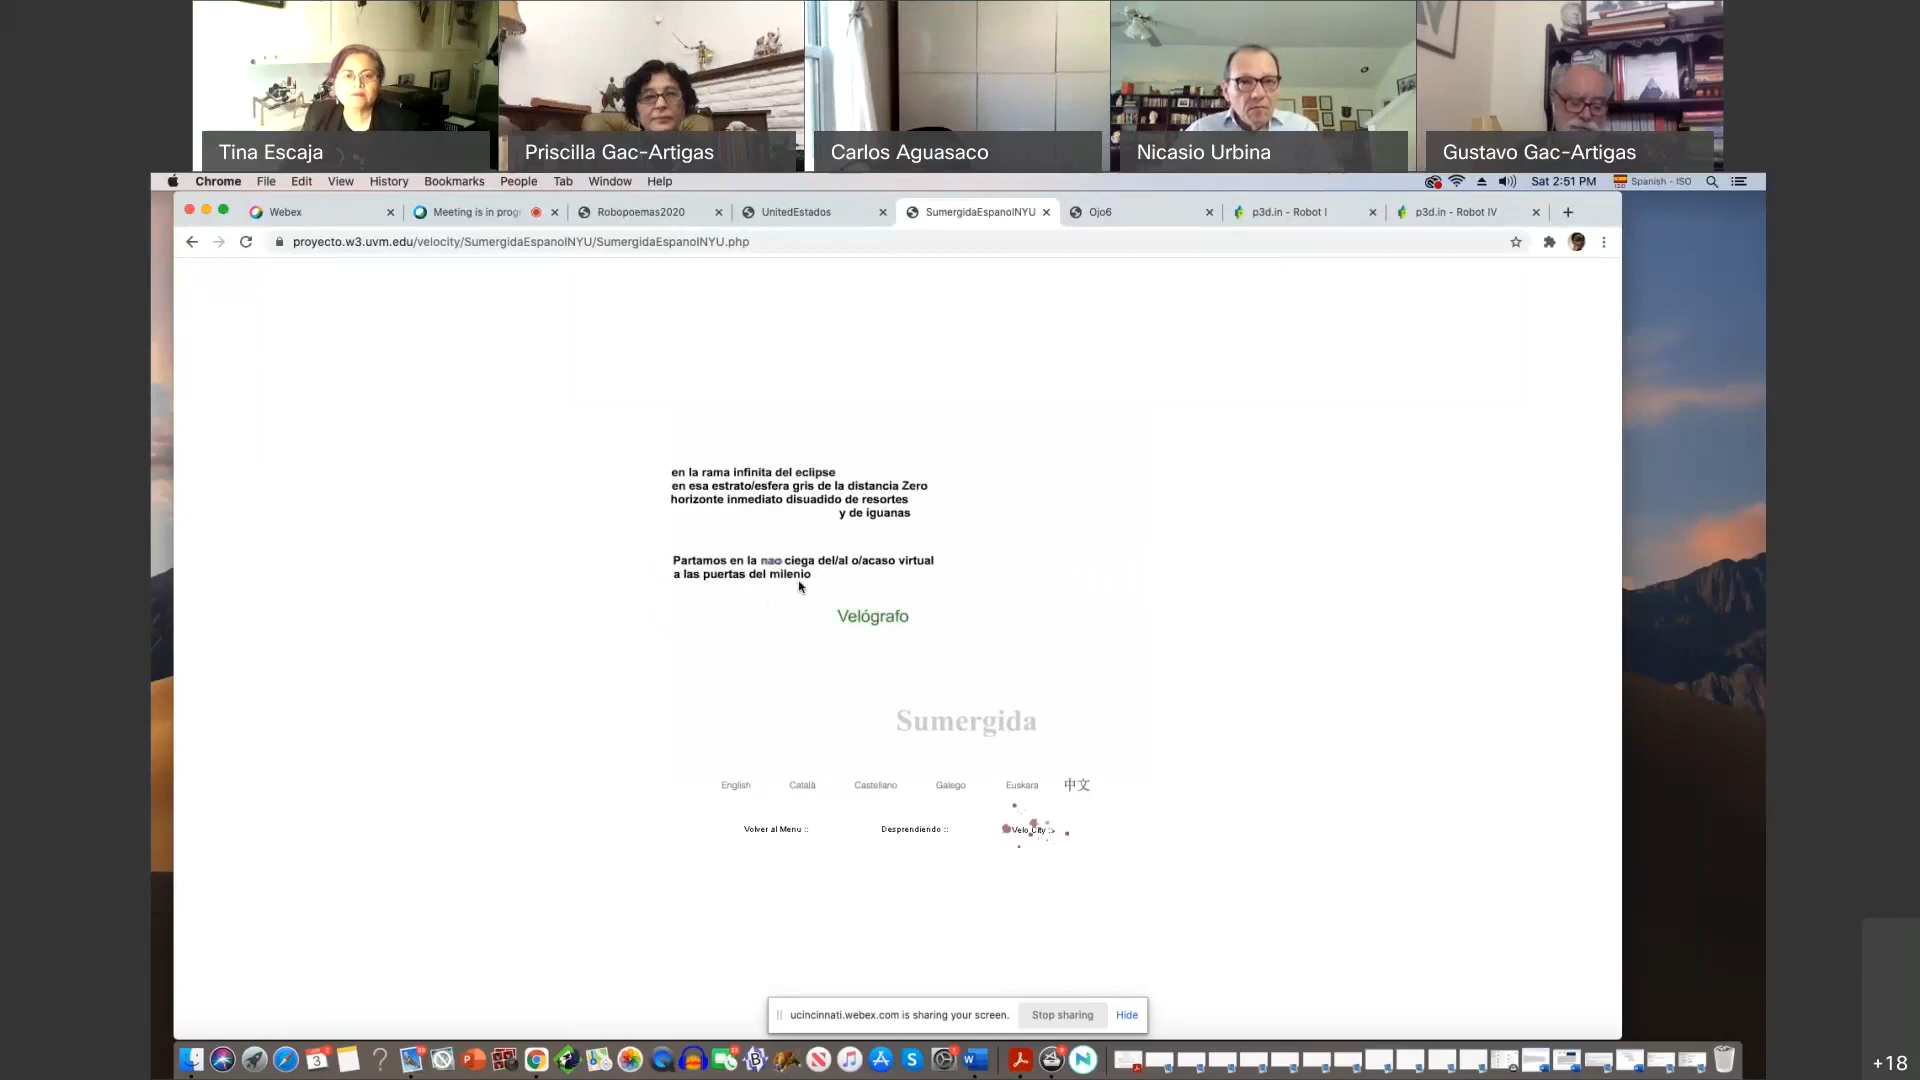 Tina Escaja
Priscilla Gac-Artigas
Carlos Aguasaco
Nicasio Urbina
Gustavo Gac-Artigas
Chrome File Edit View History Bookmarks People Tab Window Help
Sat 2:51 PM Spanish - ISO
Webex
Meeting is in prog
Robopoemas2020
UnitedEstados
SumergidaEspanolNYU
Ojo6
p3d.in - Robot I
p3d.in - Robot IV
proyecto.w3.uvm.edu/velocity/SumergidaEspanolNYU/SumergidaEspanolNYU.php
en la rama infinita del eclipse
en esa estrato/esfera gris de la distancia Zero
horizonte inmediato disuadido de resortes
y de iguanas
Partamos en la nao ciega del/al o/acaso virtual
a las puertas del milenio
Velógrafo
Sumergida
English Català Castellano Galego Euskara 中文
Volver al Menu :: Desprendiendo :: Velo City :>
ucincinnati.webex.com is sharing your screen. Stop sharing Hide
+18